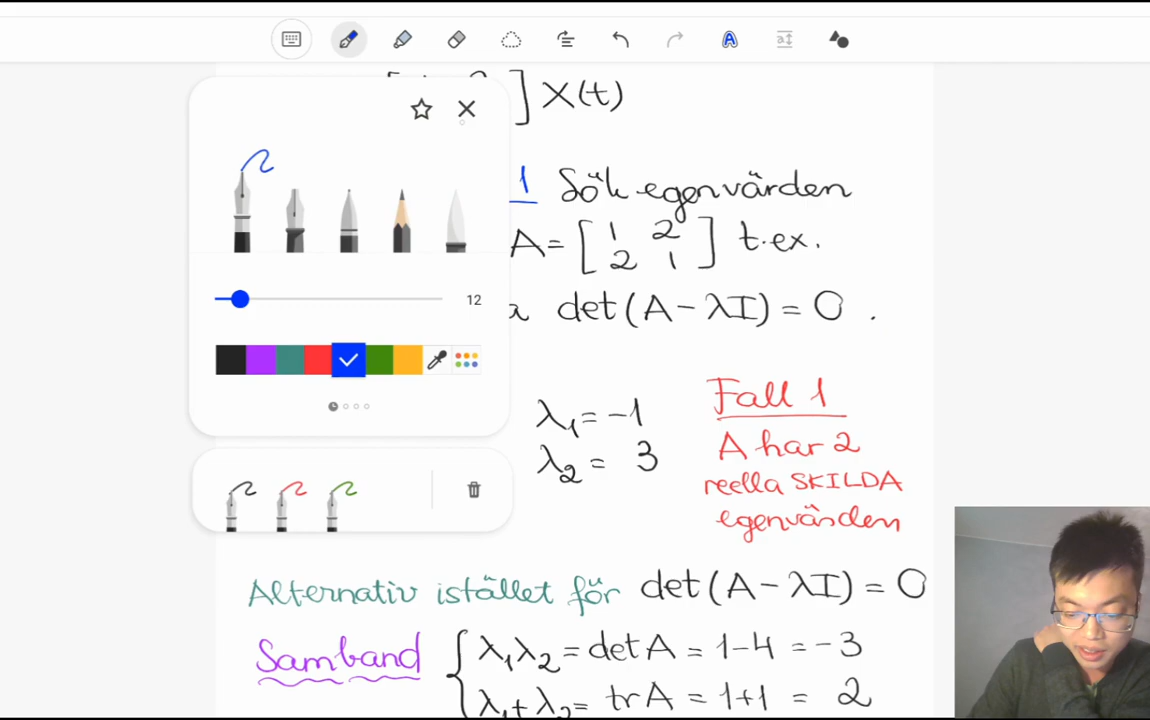 ] X(t)
1 Sök egenvärden
A = [ 1 2 ] t.ex.
2 1
det(A - λI) = 0 .
12
λ₁ = -1
λ₂ = 3
Fall 1
A har 2
reella SKILDA
egenvärden
Alternativ istället för det(A - λI) = 0
Samband { λ₁λ₂ = det A = 1-4 = -3
λ₁ + λ₂ = tr A = 1+1 = 2